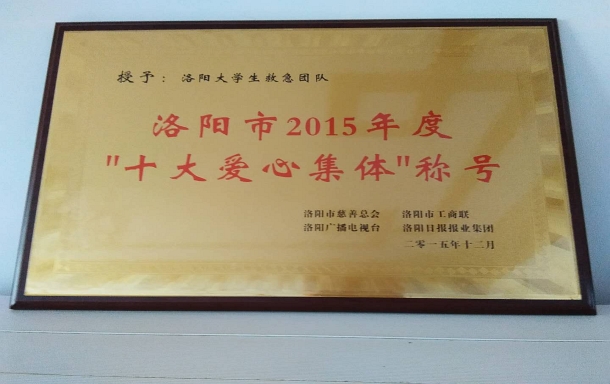 授予：洛阳大学生救急团队
洛阳市2015年度
"十大爱心集体"称号
洛阳市慈善总会 洛阳市工商联
洛阳广播电视台 洛阳日报报业集团
二零一五年十二月